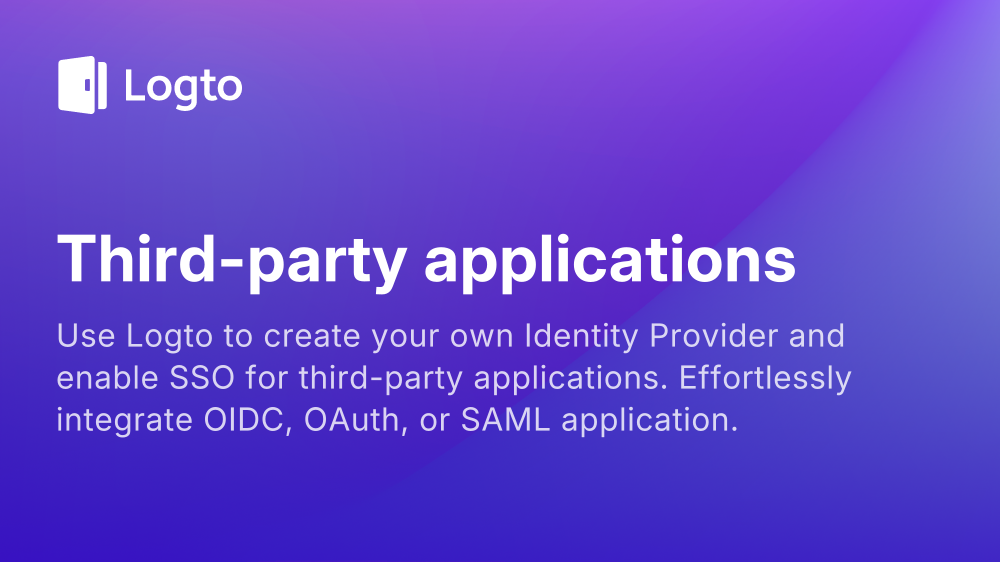 Logto
Third-party applications
Use Logto to create your own Identity Provider and
enable SSO for third-party applications. Effortlessly
integrate OIDC, OAuth, or SAML application.